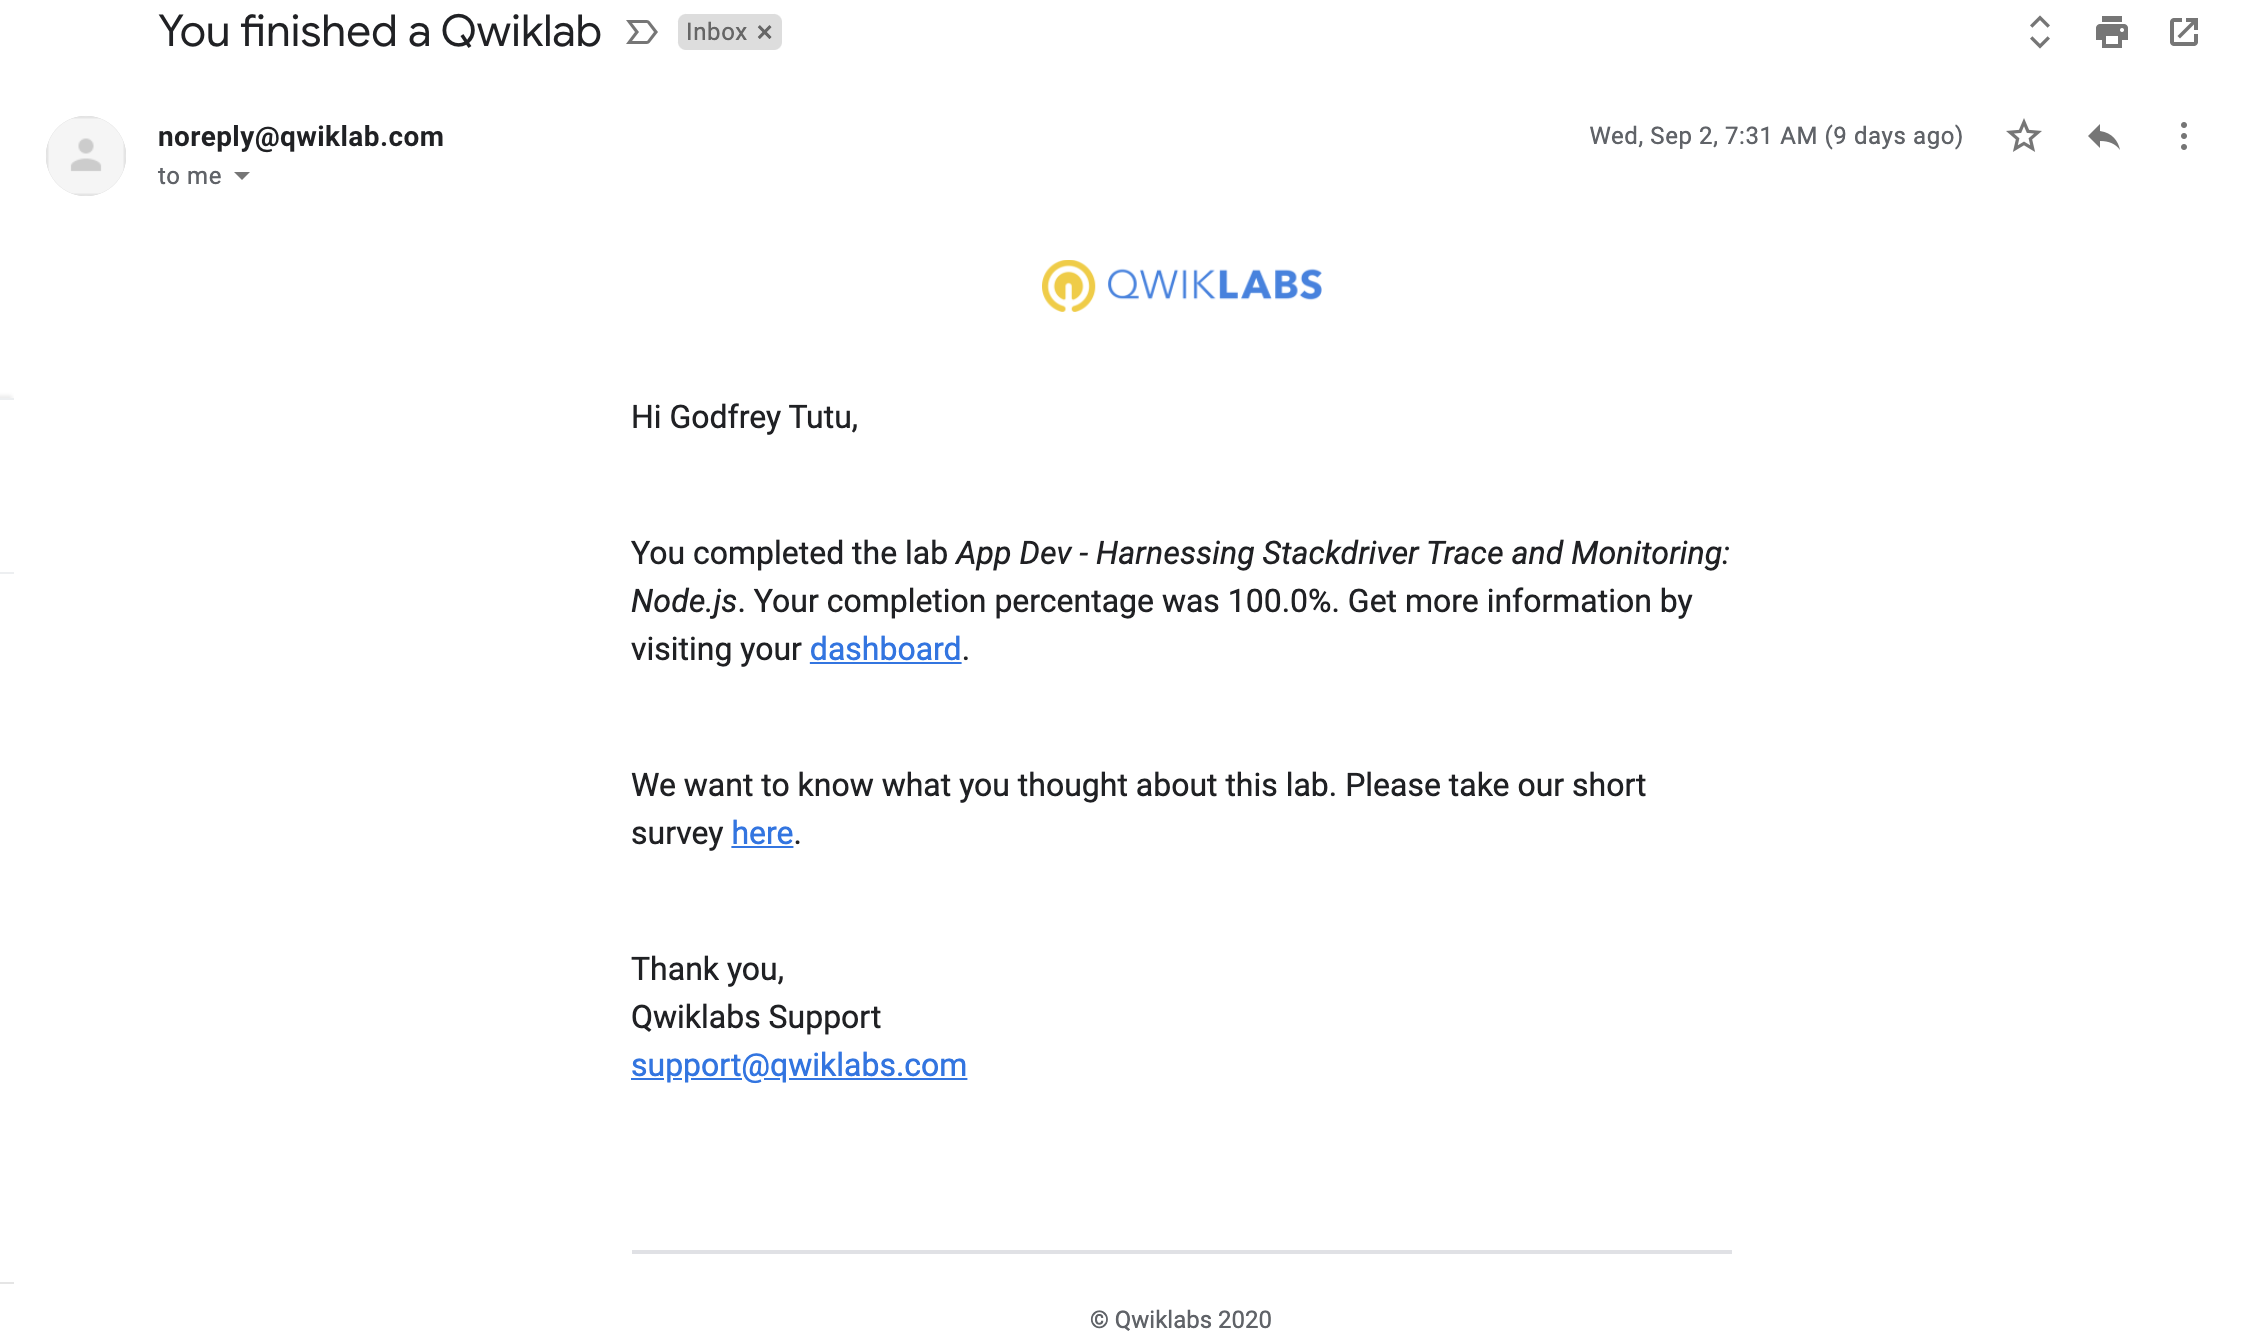 You finished a Qwiklab Inbox ×
noreply@qwiklab.com Wed, Sep 2, 7:31 AM (9 days ago)
to me
QWIKLABS
Hi Godfrey Tutu,
You completed the lab App Dev - Harnessing Stackdriver Trace and Monitoring:
Node.js. Your completion percentage was 100.0%. Get more information by
visiting your dashboard.
We want to know what you thought about this lab. Please take our short
survey here.
Thank you,
Qwiklabs Support
support@qwiklabs.com
© Qwiklabs 2020